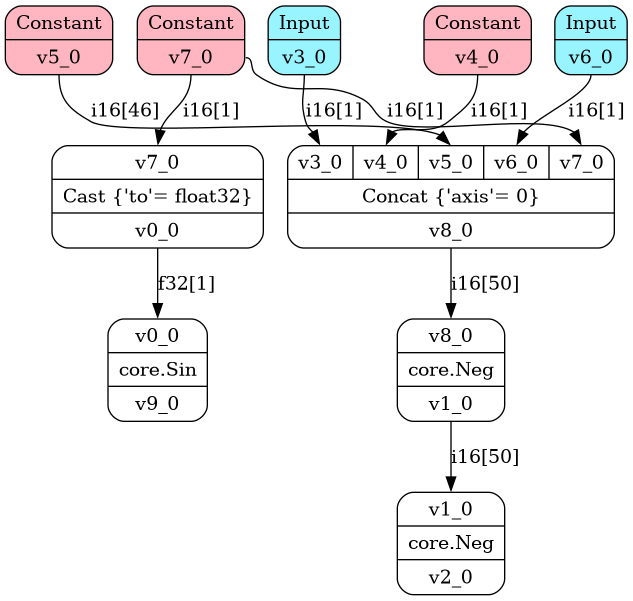 Constant
v5_0
Constant
v7_0
Input
v3_0
Constant
v4_0
Input
v6_0
i16[46]
i16[1]
i16[1]
i16[1]
i16[1]
i16[1]
v7_0
Cast {'to'= float32}
v0_0
v3_0 v4_0 v5_0 v6_0 v7_0
Concat {'axis'= 0}
v8_0
f32[1]
i16[50]
v0_0
core.Sin
v9_0
v8_0
core.Neg
v1_0
i16[50]
v1_0
core.Neg
v2_0